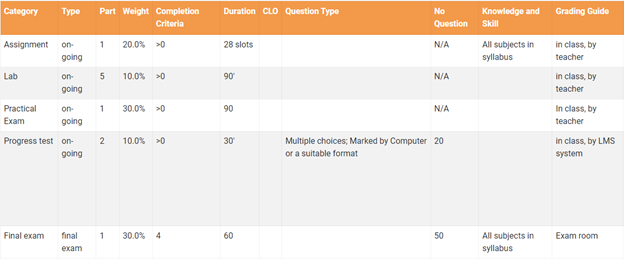 Category Type Part Weight Completion Criteria Duration CLO Question Type No Question Knowledge and Skill Grading Guide
Assignment on-going 1 20.0% >0 28 slots N/A All subjects in syllabus in class, by teacher
Lab on-going 5 10.0% >0 90' N/A in class, by teacher
Practical Exam on-going 1 30.0% >0 90 N/A In class, by teacher
Progress test on-going 2 10.0% >0 30' Multiple choices; Marked by Computer or a suitable format 20 in class, by LMS system
Final exam final exam 1 30.0% 4 60 50 All subjects in syllabus Exam room